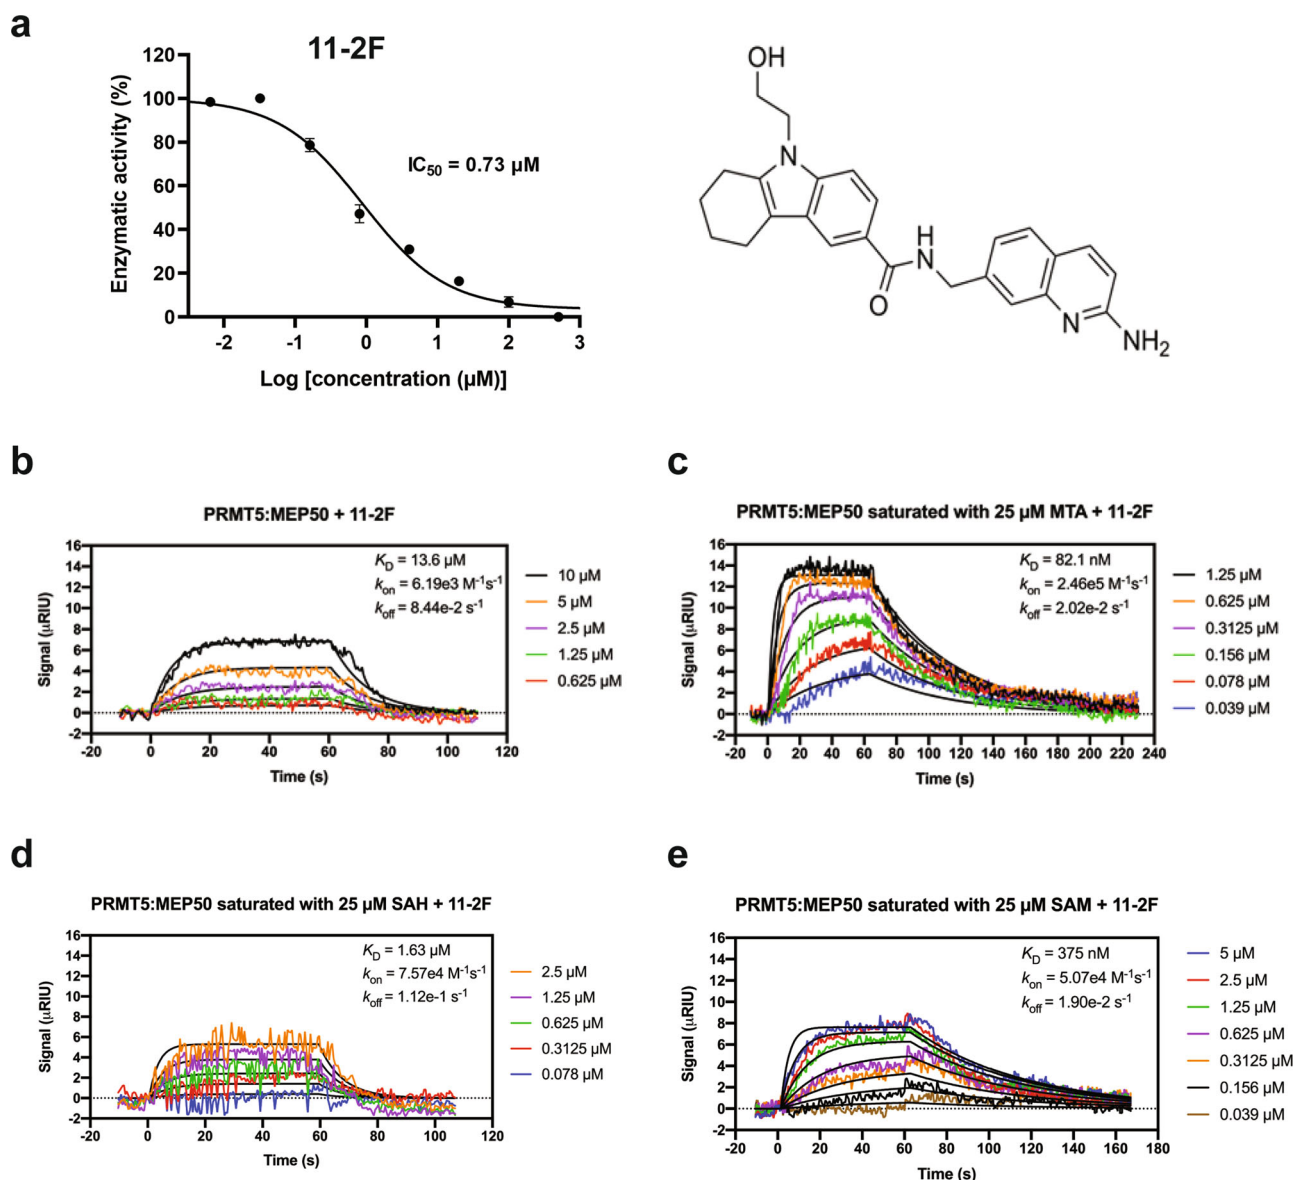 a
11-2F
120
100
80
60
40
20
0
Enzymatic activity (%)
IC50 = 0.73 µM
-2 -1 0 1 2 3
Log [concentration (µM)]
OH
N
H
N
O
N
NH2
b
PRMT5:MEP50 + 11-2F
16
14
12
10
8
6
4
2
0
-2
Signal (µRIU)
KD = 13.6 µM
kon = 6.19e3 M-1s-1
koff = 8.44e-2 s-1
-20 0 20 40 60 80 100 120
Time (s)
10 µM
5 µM
2.5 µM
1.25 µM
0.625 µM
c
PRMT5:MEP50 saturated with 25 µM MTA + 11-2F
16
14
12
10
8
6
4
2
0
-2
Signal (µRIU)
KD = 82.1 nM
kon = 2.46e5 M-1s-1
koff = 2.02e-2 s-1
-20 0 20 40 60 80 100 120 140 160 180 200 220 240
Time (s)
1.25 µM
0.625 µM
0.3125 µM
0.156 µM
0.078 µM
0.039 µM
d
PRMT5:MEP50 saturated with 25 µM SAH + 11-2F
16
14
12
10
8
6
4
2
0
-2
Signal (µRIU)
KD = 1.63 µM
kon = 7.57e4 M-1s-1
koff = 1.12e-1 s-1
-20 0 20 40 60 80 100 120
Time (s)
2.5 µM
1.25 µM
0.625 µM
0.3125 µM
0.078 µM
e
PRMT5:MEP50 saturated with 25 µM SAM + 11-2F
16
14
12
10
8
6
4
2
0
-2
Signal (µRIU)
KD = 375 nM
kon = 5.07e4 M-1s-1
koff = 1.90e-2 s-1
-20 0 20 40 60 80 100 120 140 160 180
Time (s)
5 µM
2.5 µM
1.25 µM
0.625 µM
0.3125 µM
0.156 µM
0.039 µM